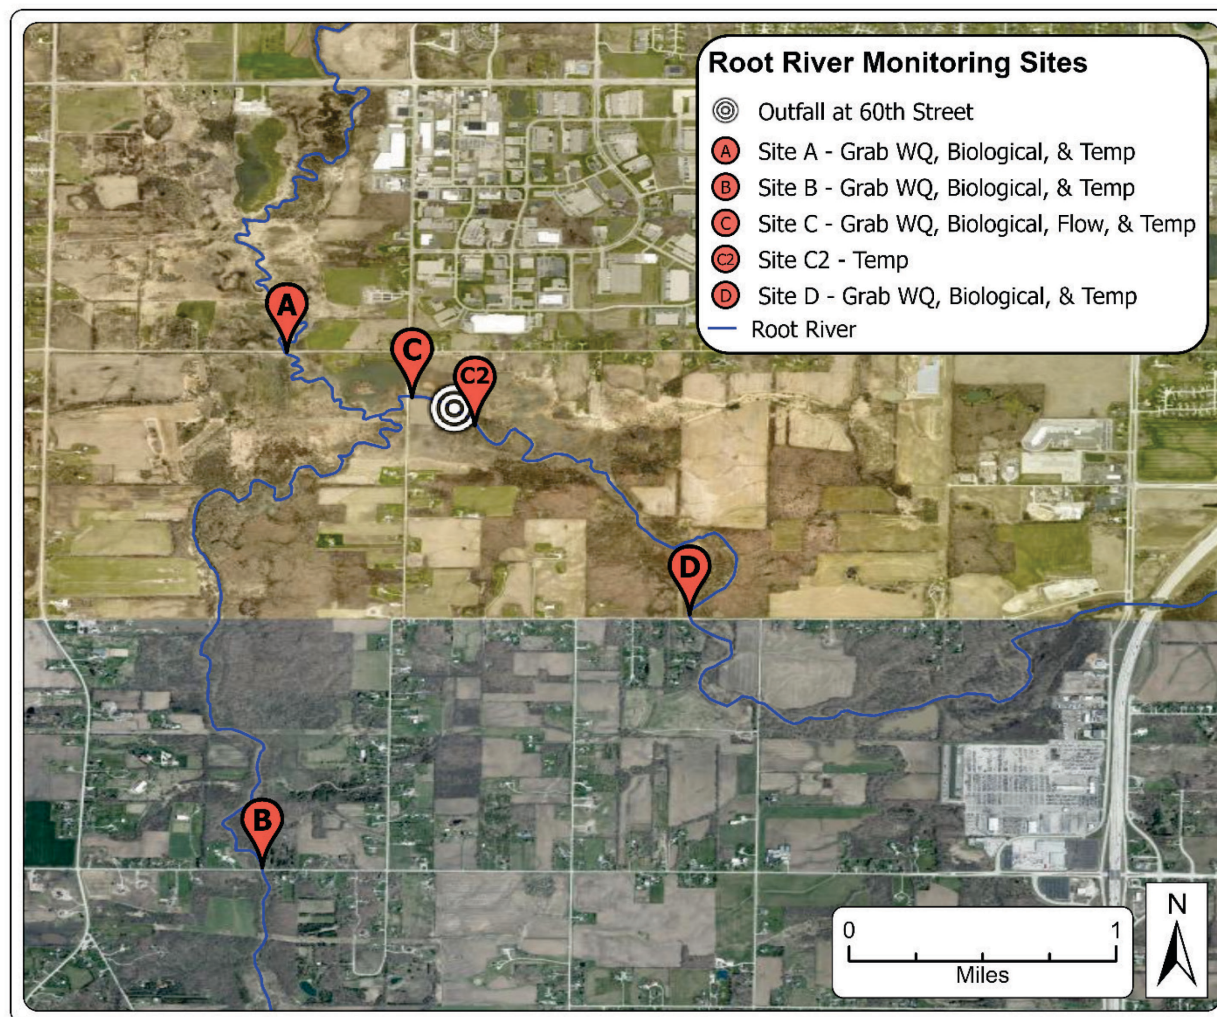 Root River Monitoring Sites
Outfall at 60th Street
A Site A - Grab WQ, Biological, & Temp
B Site B - Grab WQ, Biological, & Temp
C Site C - Grab WQ, Biological, Flow, & Temp
C2 Site C2 - Temp
D Site D - Grab WQ, Biological, & Temp
Root River
A
C
C2
D
B
N
0 1
Miles